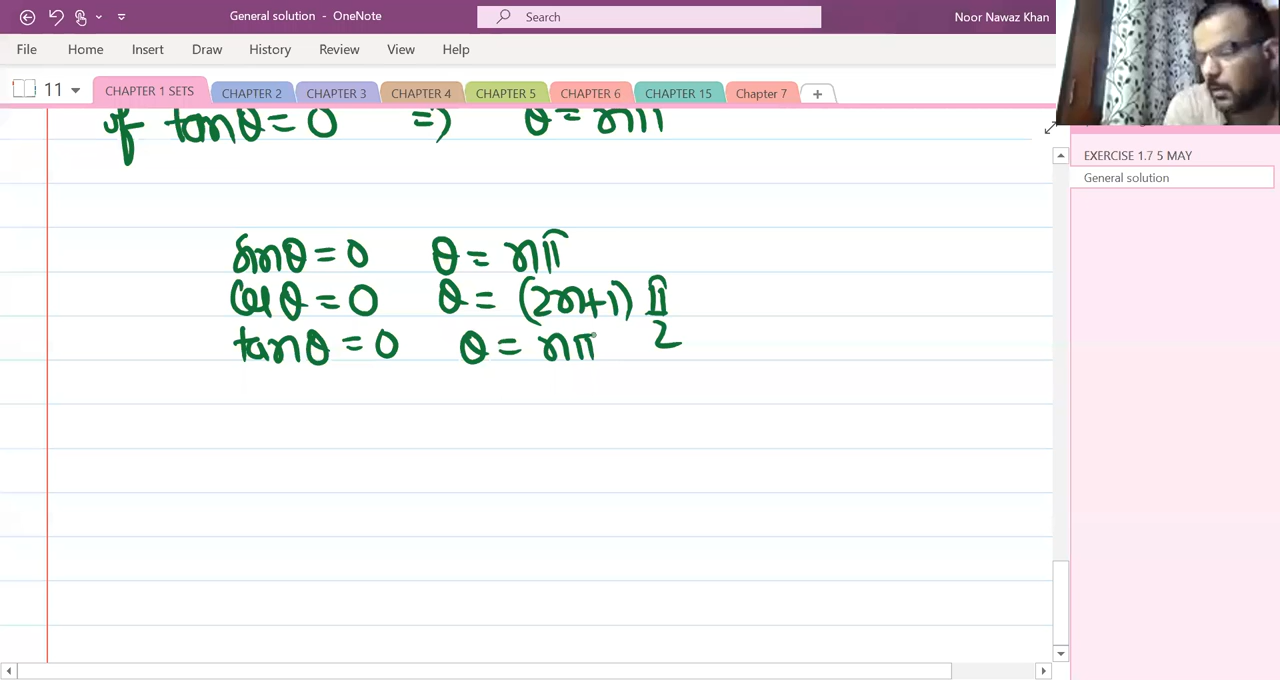 General solution - OneNote
Search
Noor Nawaz Khan
File Home Insert Draw History Review View Help
11 CHAPTER 1 SETS CHAPTER 2 CHAPTER 3 CHAPTER 4 CHAPTER 5 CHAPTER 6 CHAPTER 15 Chapter 7 +
if tanθ = 0 => θ = nπ
EXERCISE 1.7 5 MAY
General solution
sinθ = 0 θ = nπ
cosθ = 0 θ = (2n+1) π/2
tanθ = 0 θ = nπ